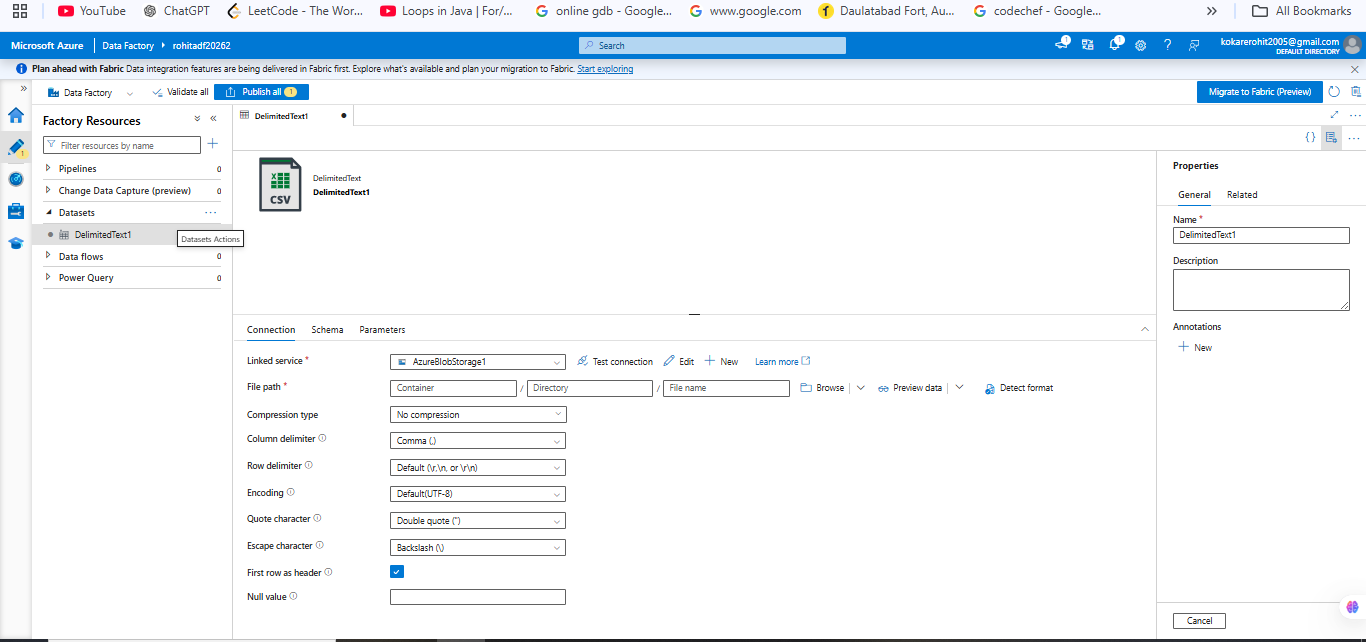 YouTube ChatGPT LeetCode - The Wor... Loops in Java | For/... online gdb - Google... www.google.com Daulatabad Fort, Au... codechef - Google... » All Bookmarks
Microsoft Azure Data Factory rohitadf20262 Search 1 1 ? kokarerohit2005@gmail.com
DEFAULT DIRECTORY
Plan ahead with Fabric Data integration features are being delivered in Fabric first. Explore what's available and plan your migration to Fabric. Start exploring
Data Factory Validate all Publish all 1 Migrate to Fabric (Preview)
Factory Resources
DelimitedText1
Filter resources by name
Pipelines 0
Change Data Capture (preview) 0
Datasets ...
DelimitedText1
Datasets Actions
Data flows 0
Power Query 0
CSV
DelimitedText
DelimitedText1
Connection Schema Parameters
Linked service * AzureBlobStorage1 Test connection Edit New Learn more
File path * Container / Directory / File name Browse Preview data Detect format
Compression type No compression
Column delimiter Comma (,)
Row delimiter Default (\r,\n, or \r\n)
Encoding Default(UTF-8)
Quote character Double quote (")
Escape character Backslash (\)
First row as header
Null value
{}
Properties
General Related
Name *
DelimitedText1
Description
Annotations
New
Cancel